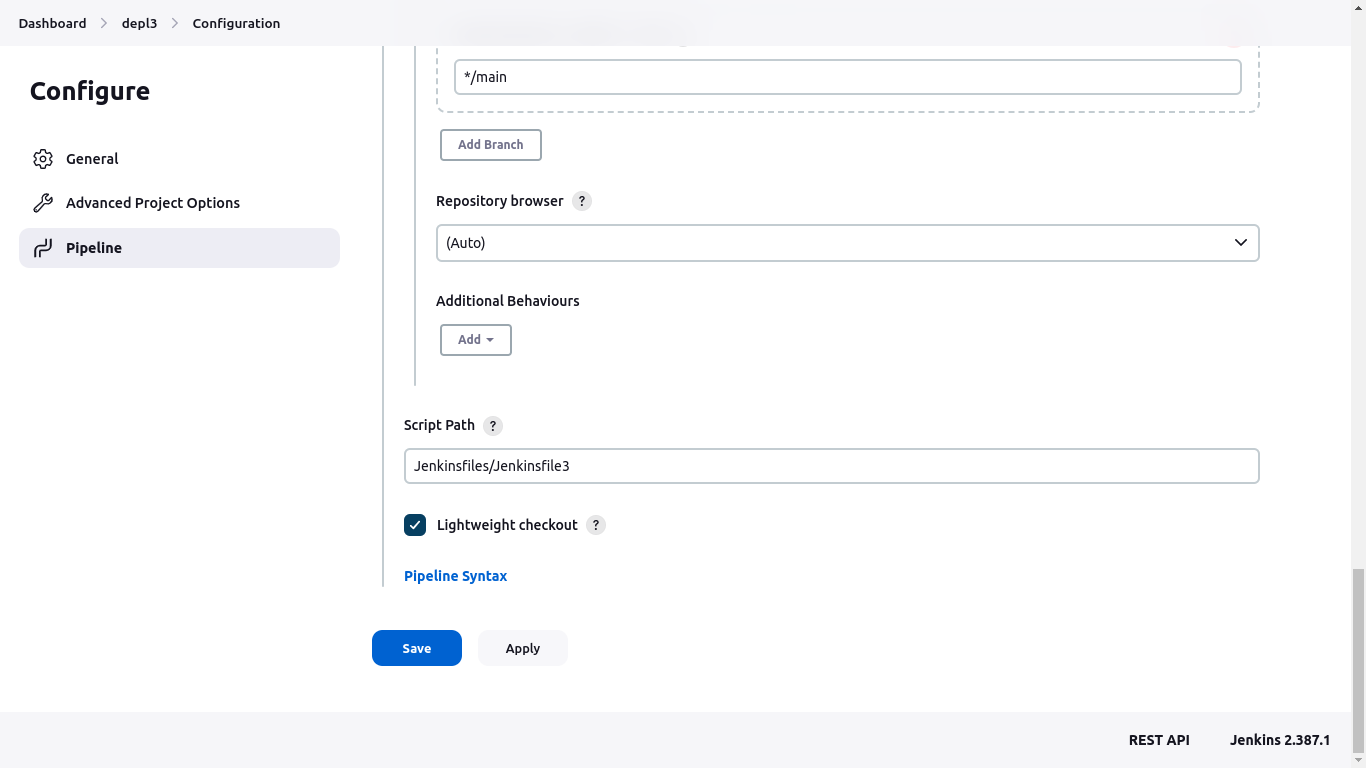 Dashboard > depl3 > Configuration
Configure
General
Advanced Project Options
Pipeline
*/main
Add Branch
Repository browser ?
(Auto)
Additional Behaviours
Add
Script Path ?
Jenkinsfiles/Jenkinsfile3
Lightweight checkout ?
Pipeline Syntax
Save Apply
REST API Jenkins 2.387.1